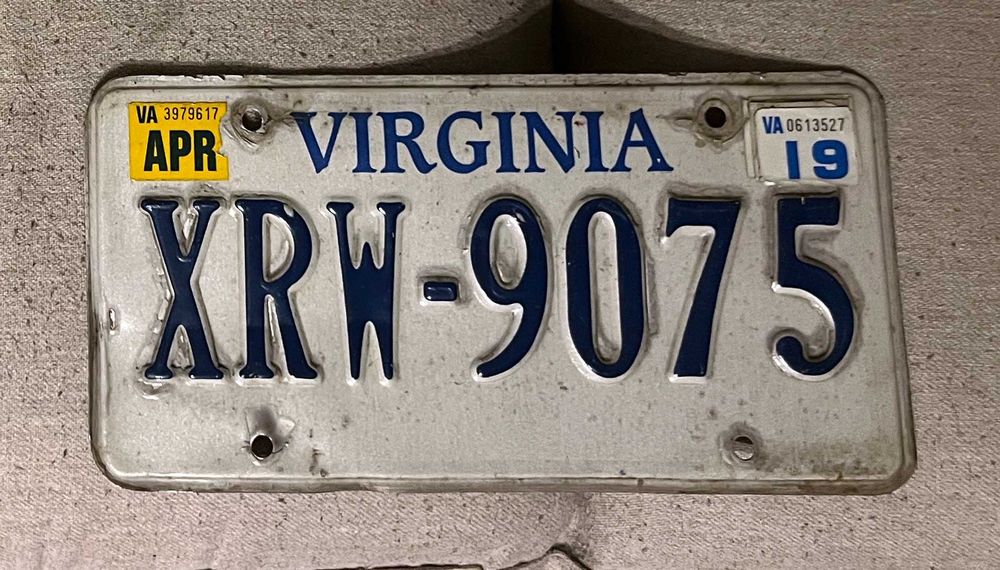 VA 3979617
APR
VIRGINIA
VA 0613527
19
XRW-9075